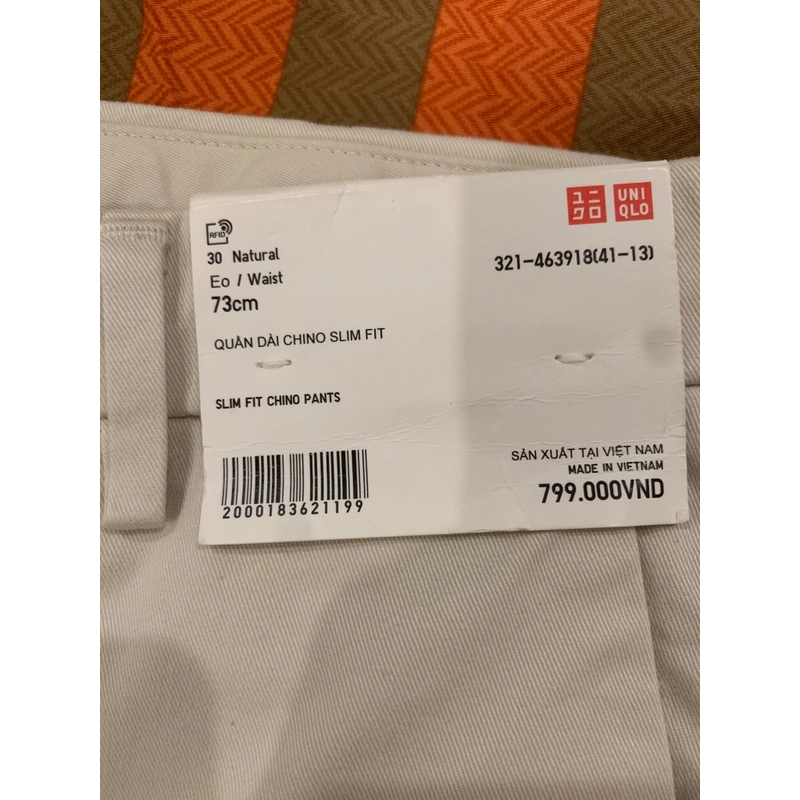 ユニ
クロ
UNI
QLO
RFID
30 Natural
321-463918(41-13)
Eo / Waist
73cm
QUẦN DÀI CHINO SLIM FIT
SLIM FIT CHINO PANTS
SẢN XUẤT TẠI VIỆT NAM
MADE IN VIETNAM
799.000VND
2000183621199